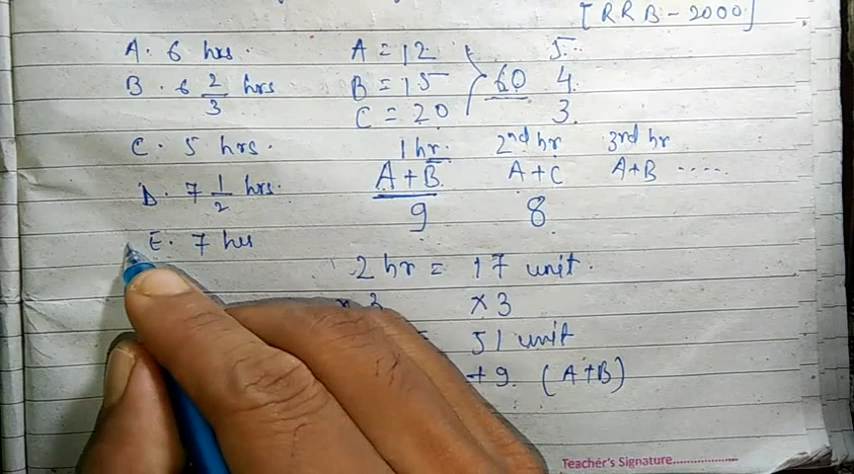 [RRB-2000]
A. 6 hrs.
B. 6 2/3 hrs
C. 5 hrs.
D. 7 1/2 hrs.
E. 7 hrs
A = 12
B = 15
C = 20
60
5
4
3
1 hr. 2nd hr 3rd hr
A+B A+C A+B .....
9 8
2 hr = 17 unit.
× 3 × 3
= 51 unit
+9. (A+B)
Teacher's Signature..................